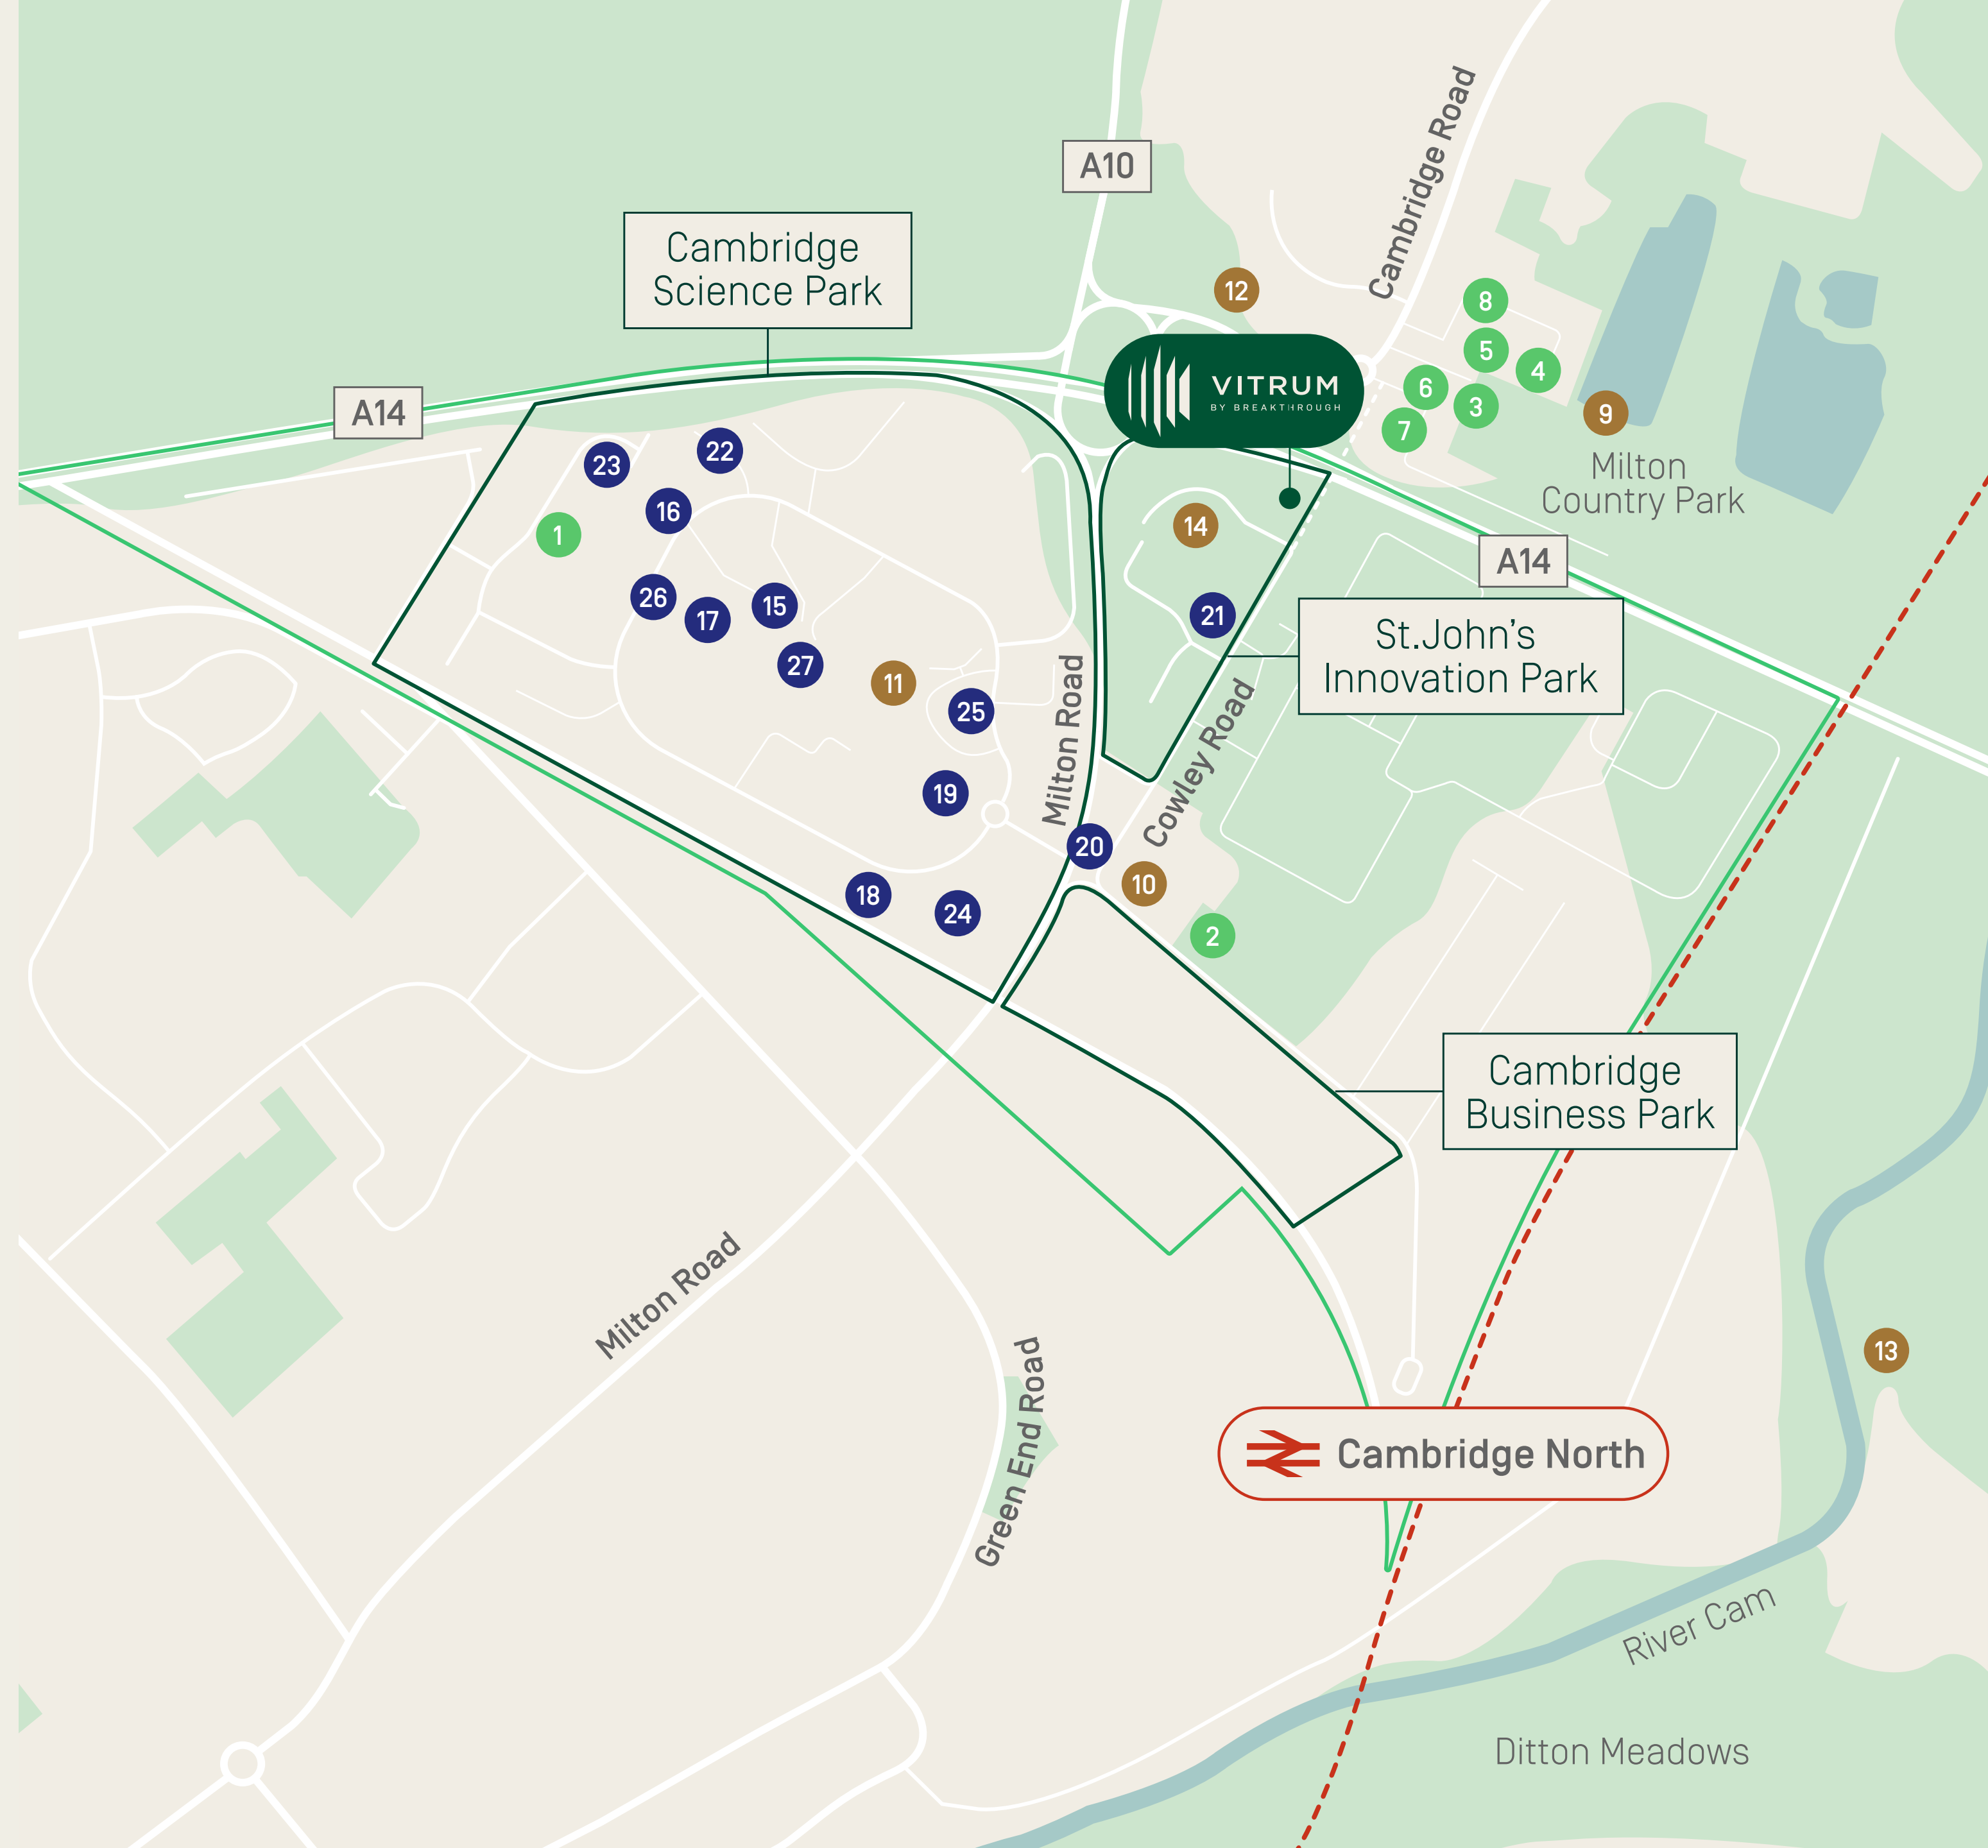 Cambridge Road
A10
Cambridge
Science Park
12
8
5
4
6
3
7
9
VITRUM
BY BREAKTHROUGH
A14
Milton
Country Park
22
23
16
1
14
A14
26
17
15
21
St.John's
Innovation Park
27
11
25
Milton Road
Cowley Road
19
20
10
18
24
2
Cambridge
Business Park
Milton Road
Green End Road
13
Cambridge North
River Cam
Ditton Meadows